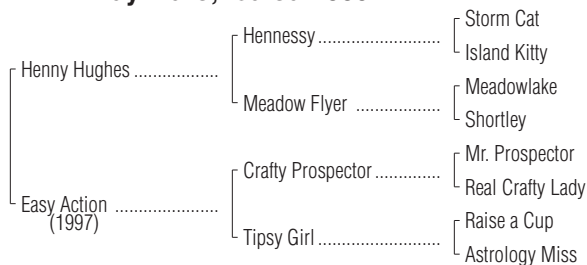 Storm Cat
Hennessy
Island Kitty
Henny Hughes
Meadowlake
Meadow Flyer
Shortley
Mr. Prospector
Crafty Prospector
Real Crafty Lady
Easy Action
(1997)
Raise a Cup
Tipsy Girl
Astrology Miss